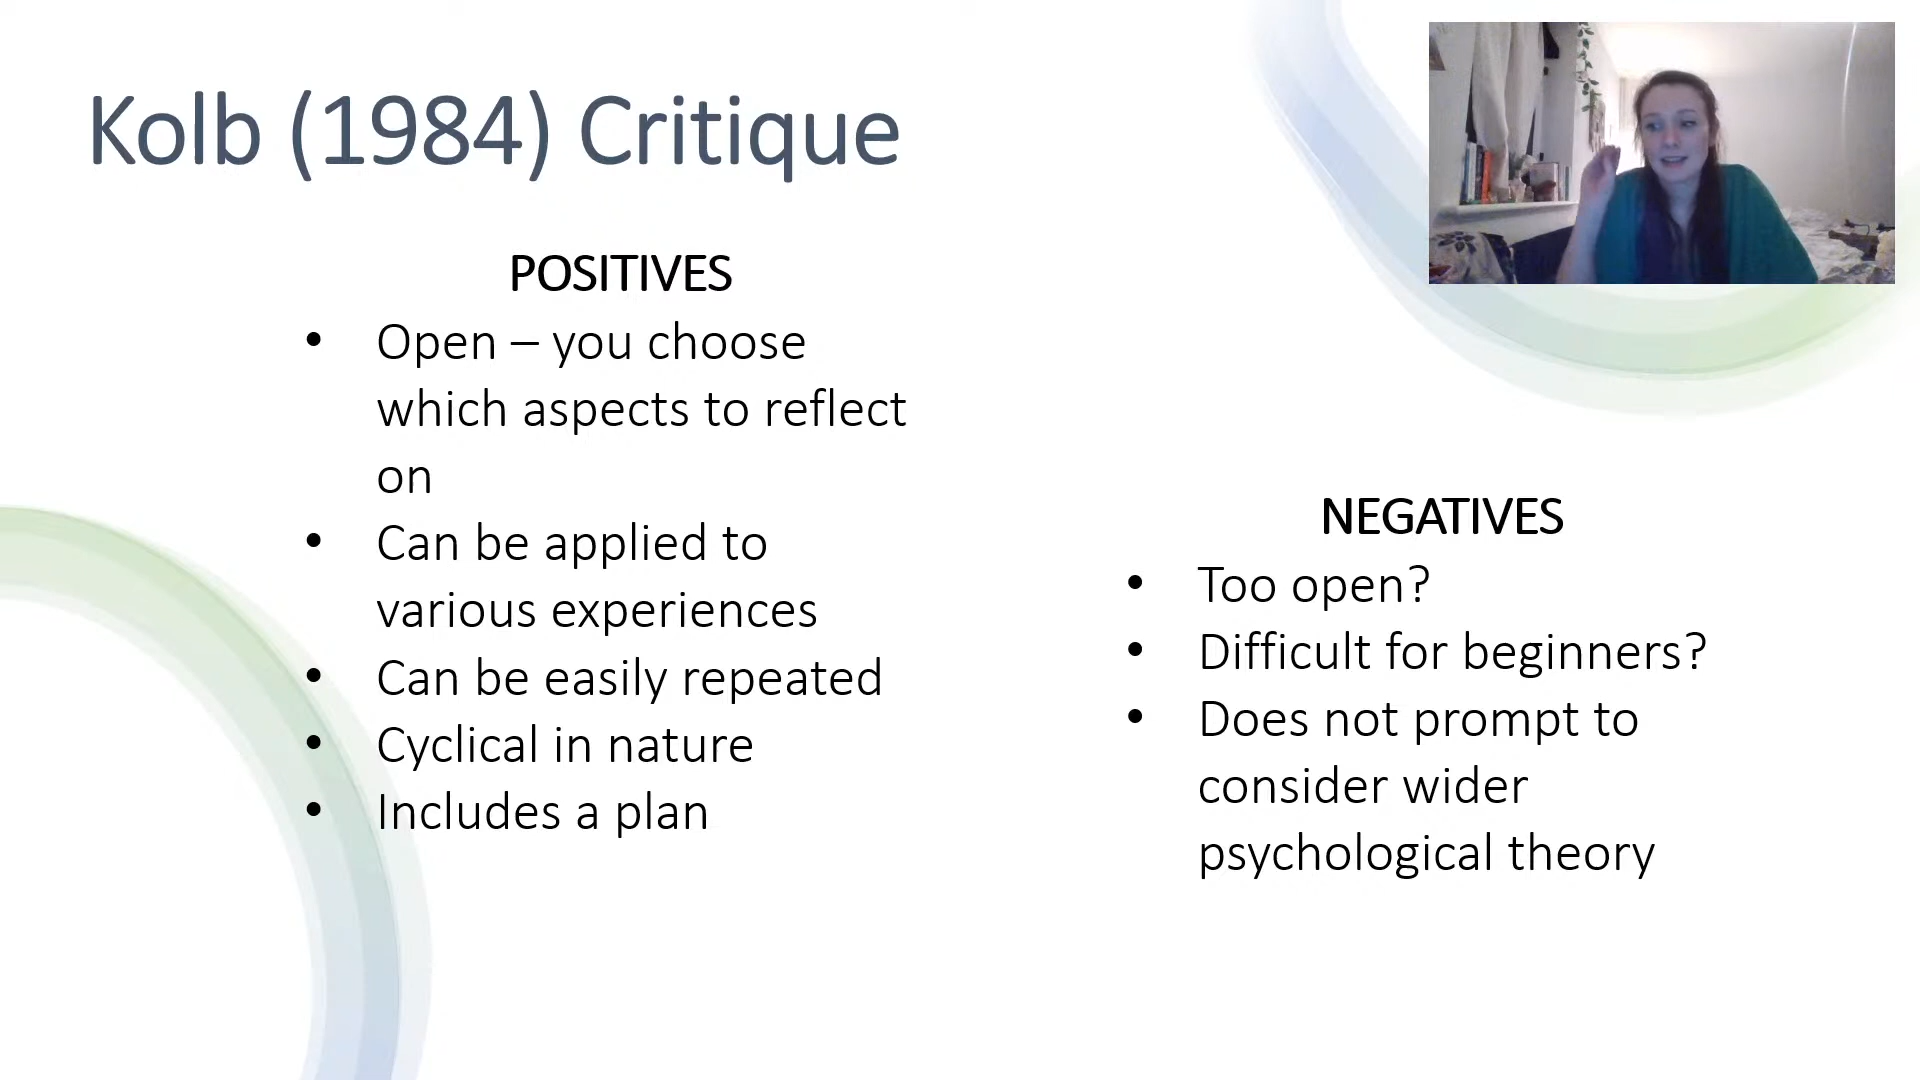 Kolb (1984) Critique
POSITIVES
• Open – you choose
which aspects to reflect
on
• Can be applied to
various experiences
• Can be easily repeated
• Cyclical in nature
• Includes a plan
NEGATIVES
• Too open?
• Difficult for beginners?
• Does not prompt to
consider wider
psychological theory